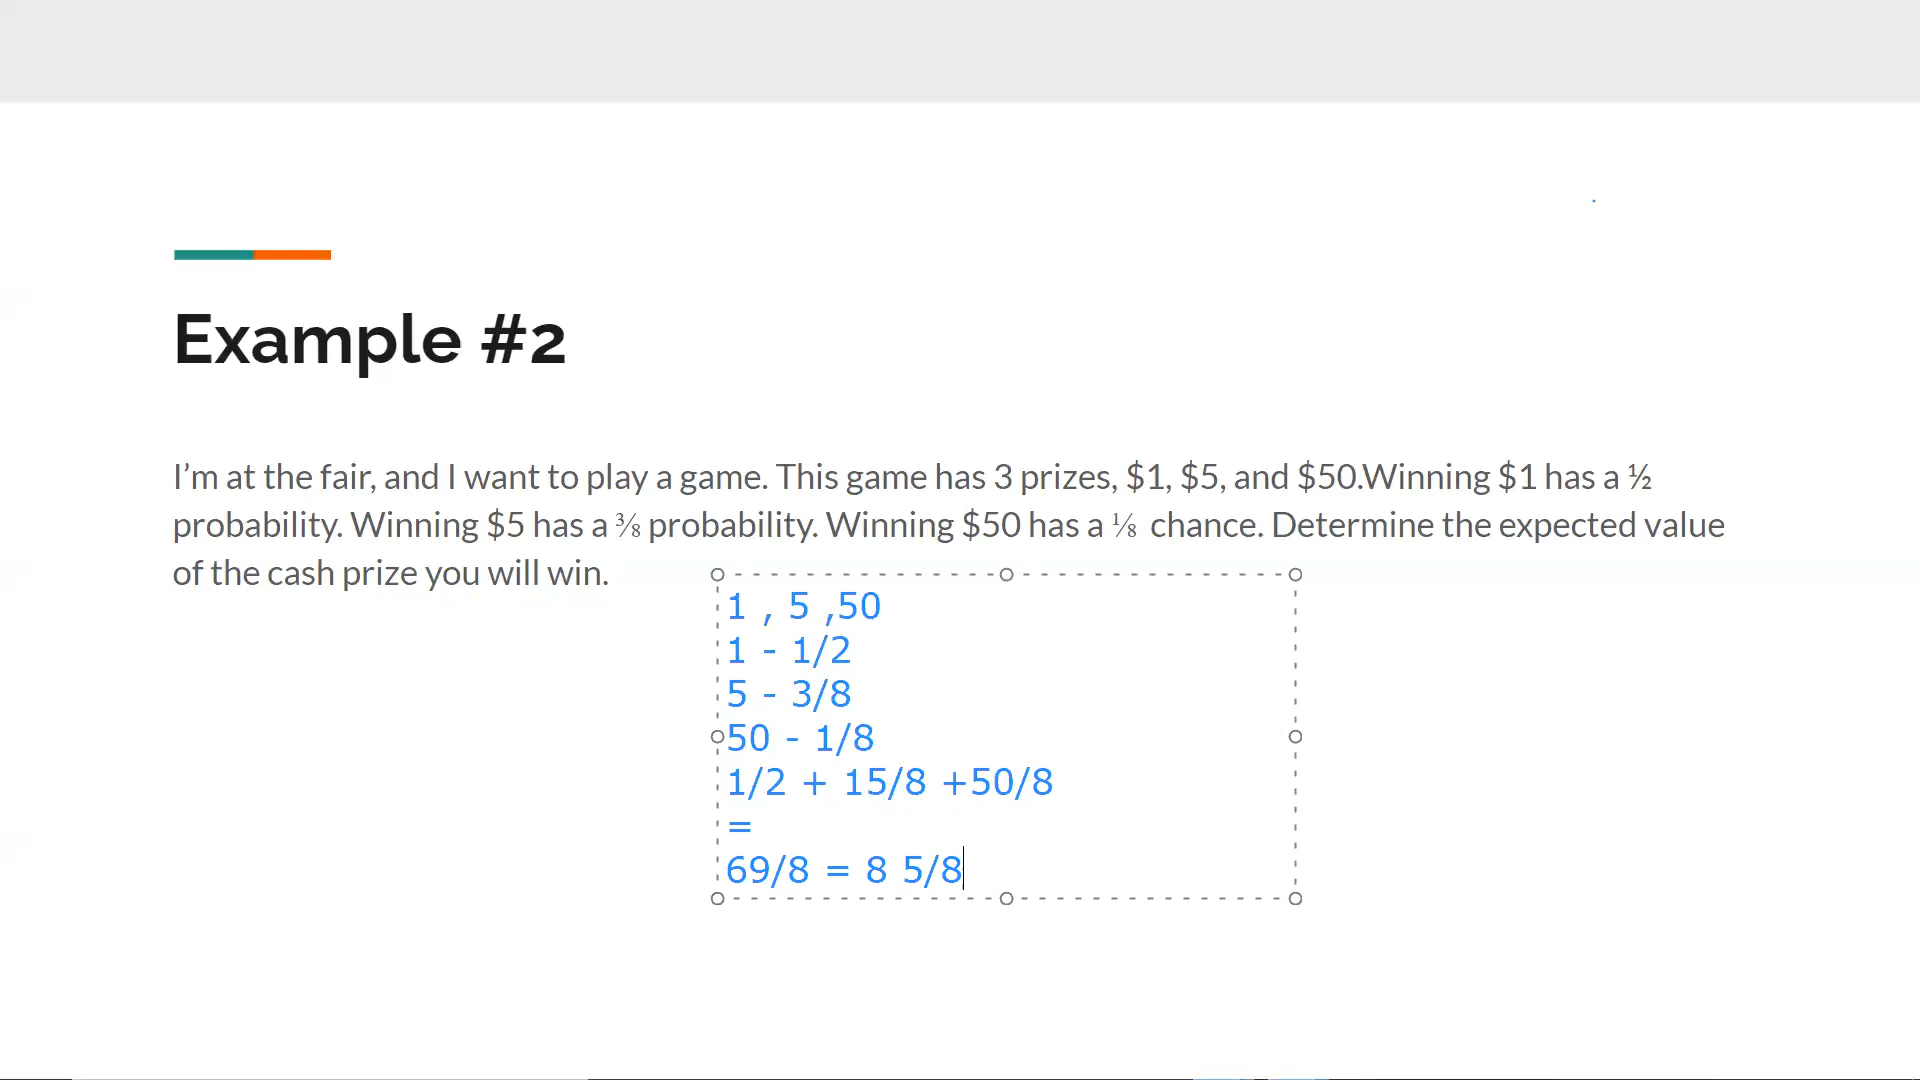 Example #2
I’m at the fair, and I want to play a game. This game has 3 prizes, $1, $5, and $50.Winning $1 has a ½
probability. Winning $5 has a ⅜ probability. Winning $50 has a ⅛ chance. Determine the expected value
of the cash prize you will win.
1 , 5 ,50
1 - 1/2
5 - 3/8
50 - 1/8
1/2 + 15/8 +50/8
=
69/8 = 8 5/8